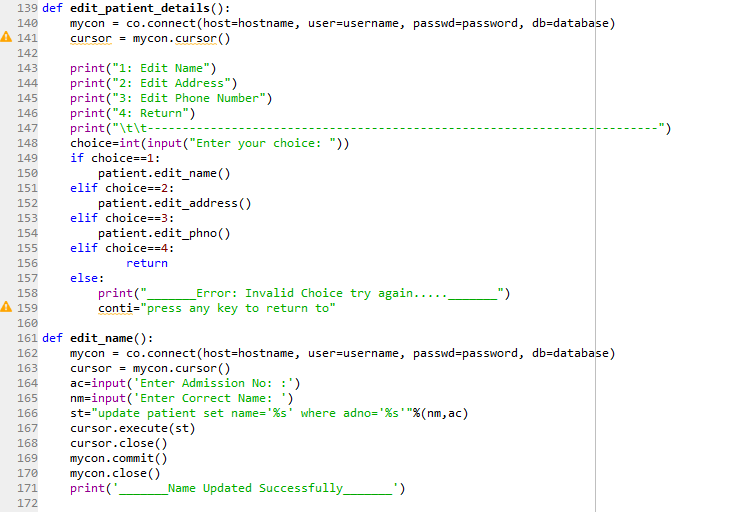 139 def edit_patient_details():
140     mycon = co.connect(host=hostname, user=username, passwd=password, db=database)
141     cursor = mycon.cursor()
142
143     print("1: Edit Name")
144     print("2: Edit Address")
145     print("3: Edit Phone Number")
146     print("4: Return")
147     print("\t\t-------------------------------------------------------------------------")
148     choice=int(input("Enter your choice: "))
149     if choice==1:
150         patient.edit_name()
151     elif choice==2:
152         patient.edit_address()
153     elif choice==3:
154         patient.edit_phno()
155     elif choice==4:
156             return
157     else:
158         print("_______Error: Invalid Choice try again....._______")
159         conti="press any key to return to"
160
161 def edit_name():
162     mycon = co.connect(host=hostname, user=username, passwd=password, db=database)
163     cursor = mycon.cursor()
164     ac=input('Enter Admission No: :')
165     nm=input('Enter Correct Name: ')
166     st="update patient set name='%s' where adno='%s'"%(nm,ac)
167     cursor.execute(st)
168     cursor.close()
169     mycon.commit()
170     mycon.close()
171     print('_______Name Updated Successfully_______')
172